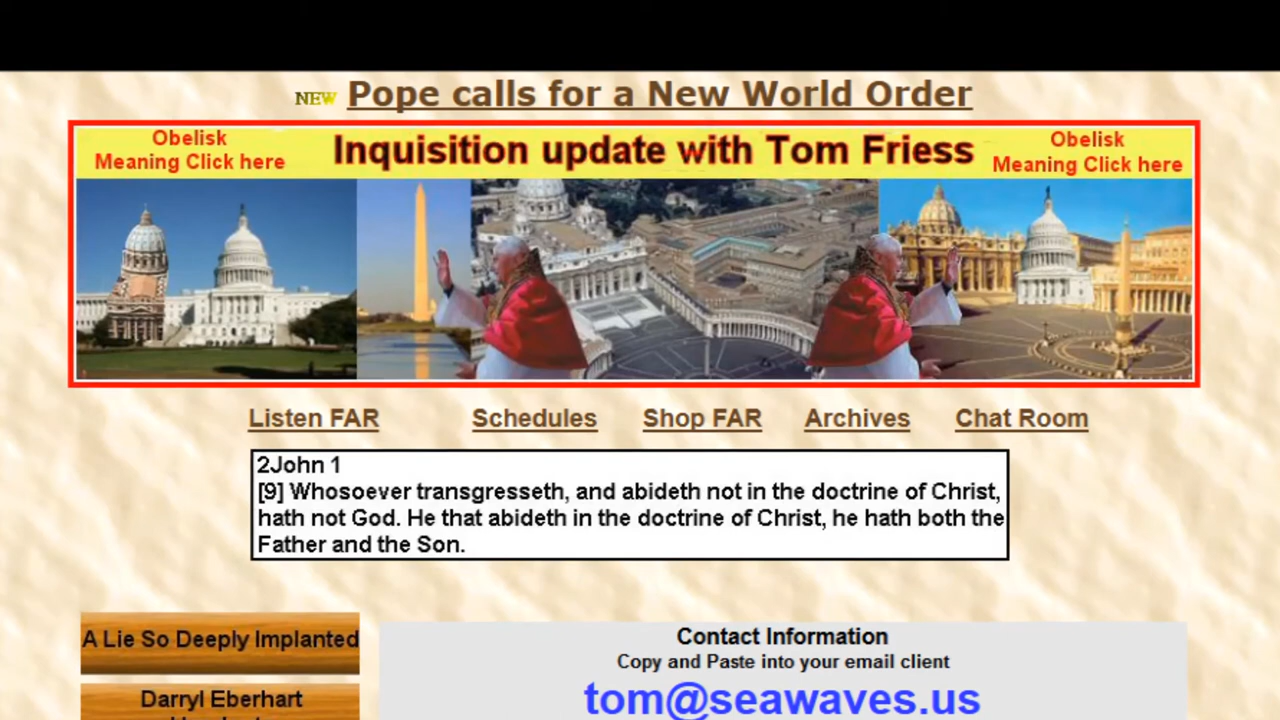 NEW Pope calls for a New World Order
Obelisk
Meaning Click here
Inquisition update with Tom Friess
Obelisk
Meaning Click here
Listen FAR Schedules Shop FAR Archives Chat Room
2John 1
[9] Whosoever transgresseth, and abideth not in the doctrine of Christ,
hath not God. He that abideth in the doctrine of Christ, he hath both the
Father and the Son.
A Lie So Deeply Implanted
Darryl Eberhart
Contact Information
Copy and Paste into your email client
tom@seawaves.us